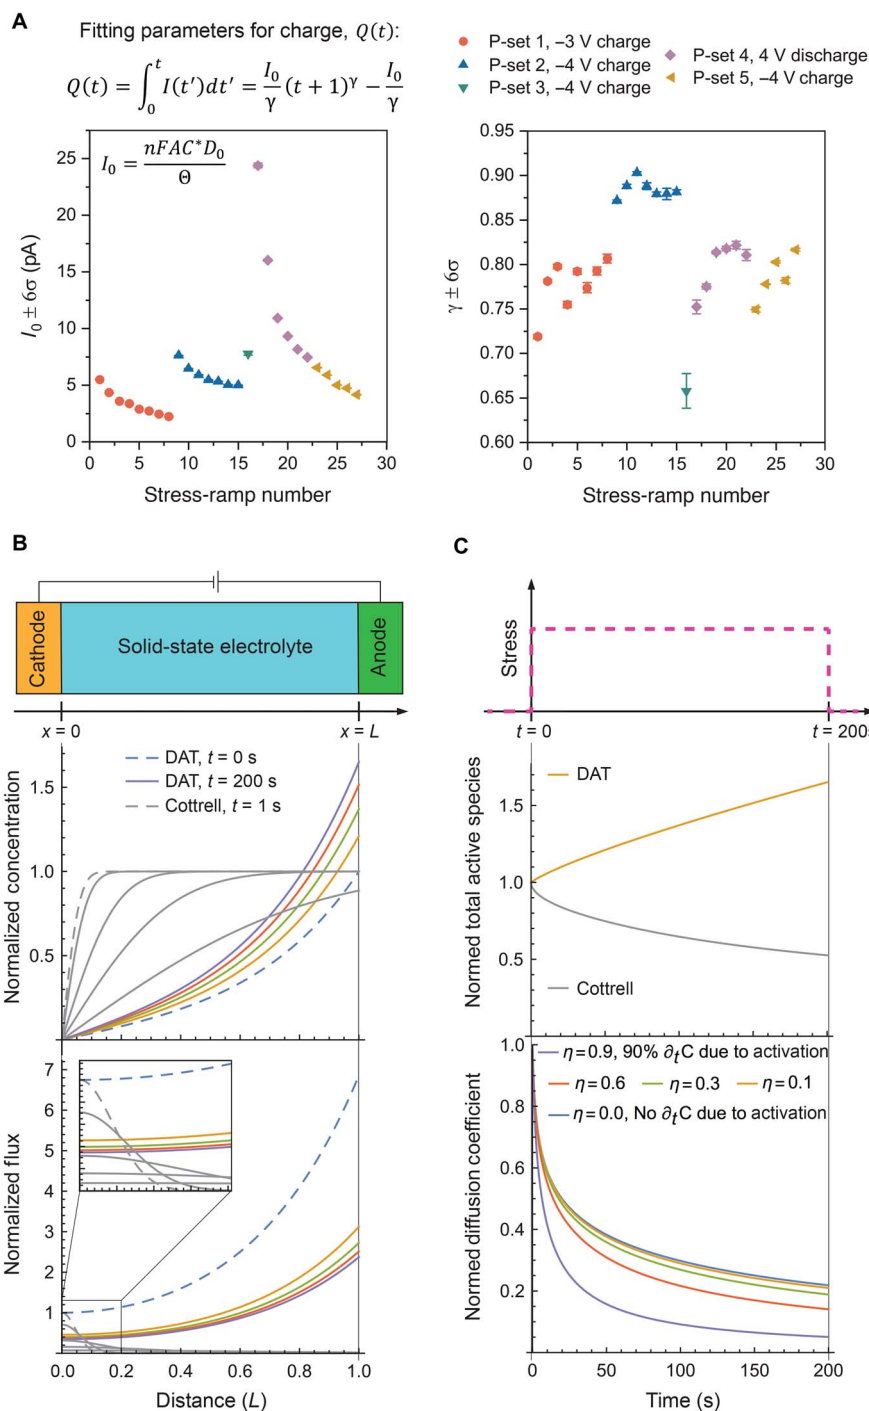 A
Fitting parameters for charge, Q(t):
Q(t) = ∫₀ᵗ I(t′)dt′ = I₀/γ (t + 1)^γ − I₀/γ
P-set 1, –3 V charge
P-set 2, –4 V charge
P-set 3, –4 V charge
P-set 4, 4 V discharge
P-set 5, –4 V charge
I₀ = nFAC*D₀/Θ
I₀ ± 6σ (pA)
25
20
15
10
5
0
0 5 10 15 20 25 30
Stress-ramp number
γ ± 6σ
0.95
0.90
0.85
0.80
0.75
0.70
0.65
0.60
0 5 10 15 20 25 30
Stress-ramp number
B
Cathode
Solid-state electrolyte
Anode
x = 0
x = L
DAT, t = 0 s
DAT, t = 200 s
Cottrell, t = 1 s
Normalized concentration
1.5
1.0
0.5
Normalized flux
7
6
5
4
3
2
1
0.0 0.2 0.4 0.6 0.8 1.0
Distance (L)
C
Stress
t = 0
t = 200s
DAT
Cottrell
Normed total active species
1.5
1.0
0.5
η = 0.9, 90% ∂ₜC due to activation
η = 0.6 η = 0.3 η = 0.1
η = 0.0, No ∂ₜC due to activation
Normed diffusion coefficient
1.0
0.8
0.6
0.4
0.2
0 50 100 150 200
Time (s)